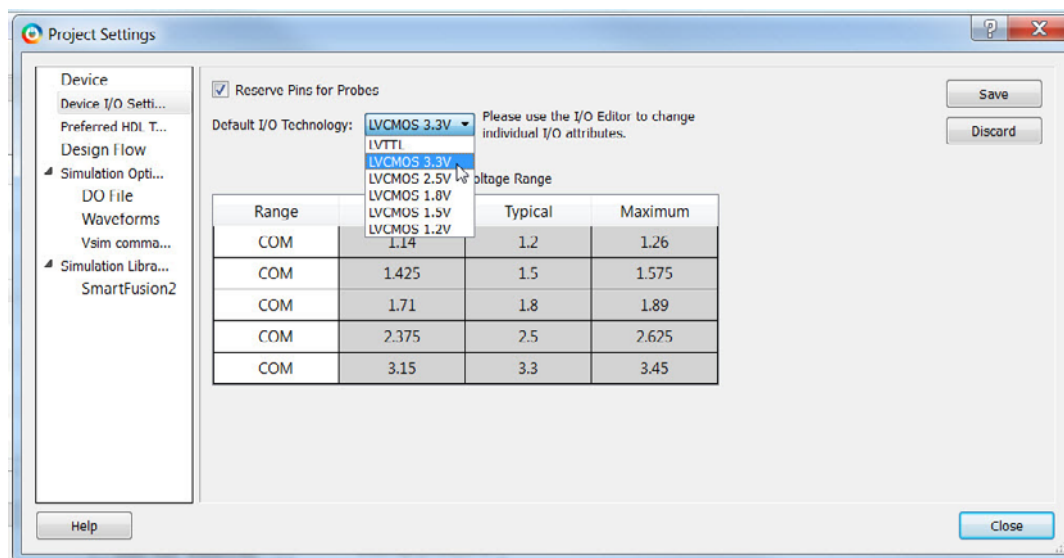 Project Settings
Device
Device I/O Setti...
Preferred HDL T...
Design Flow
Simulation Opti...
DO File
Waveforms
Vsim comma...
Simulation Libra...
SmartFusion2
Reserve Pins for Probes
Default I/O Technology: LVCMOS 3.3V Please use the I/O Editor to change
individual I/O attributes.
LVTTL
LVCMOS 3.3V
LVCMOS 2.5V
LVCMOS 1.8V
LVCMOS 1.5V
LVCMOS 1.2V
oltage Range
Range Typical Maximum
COM 1.14 1.2 1.26
COM 1.425 1.5 1.575
COM 1.71 1.8 1.89
COM 2.375 2.5 2.625
COM 3.15 3.3 3.45
Save
Discard
Help
Close